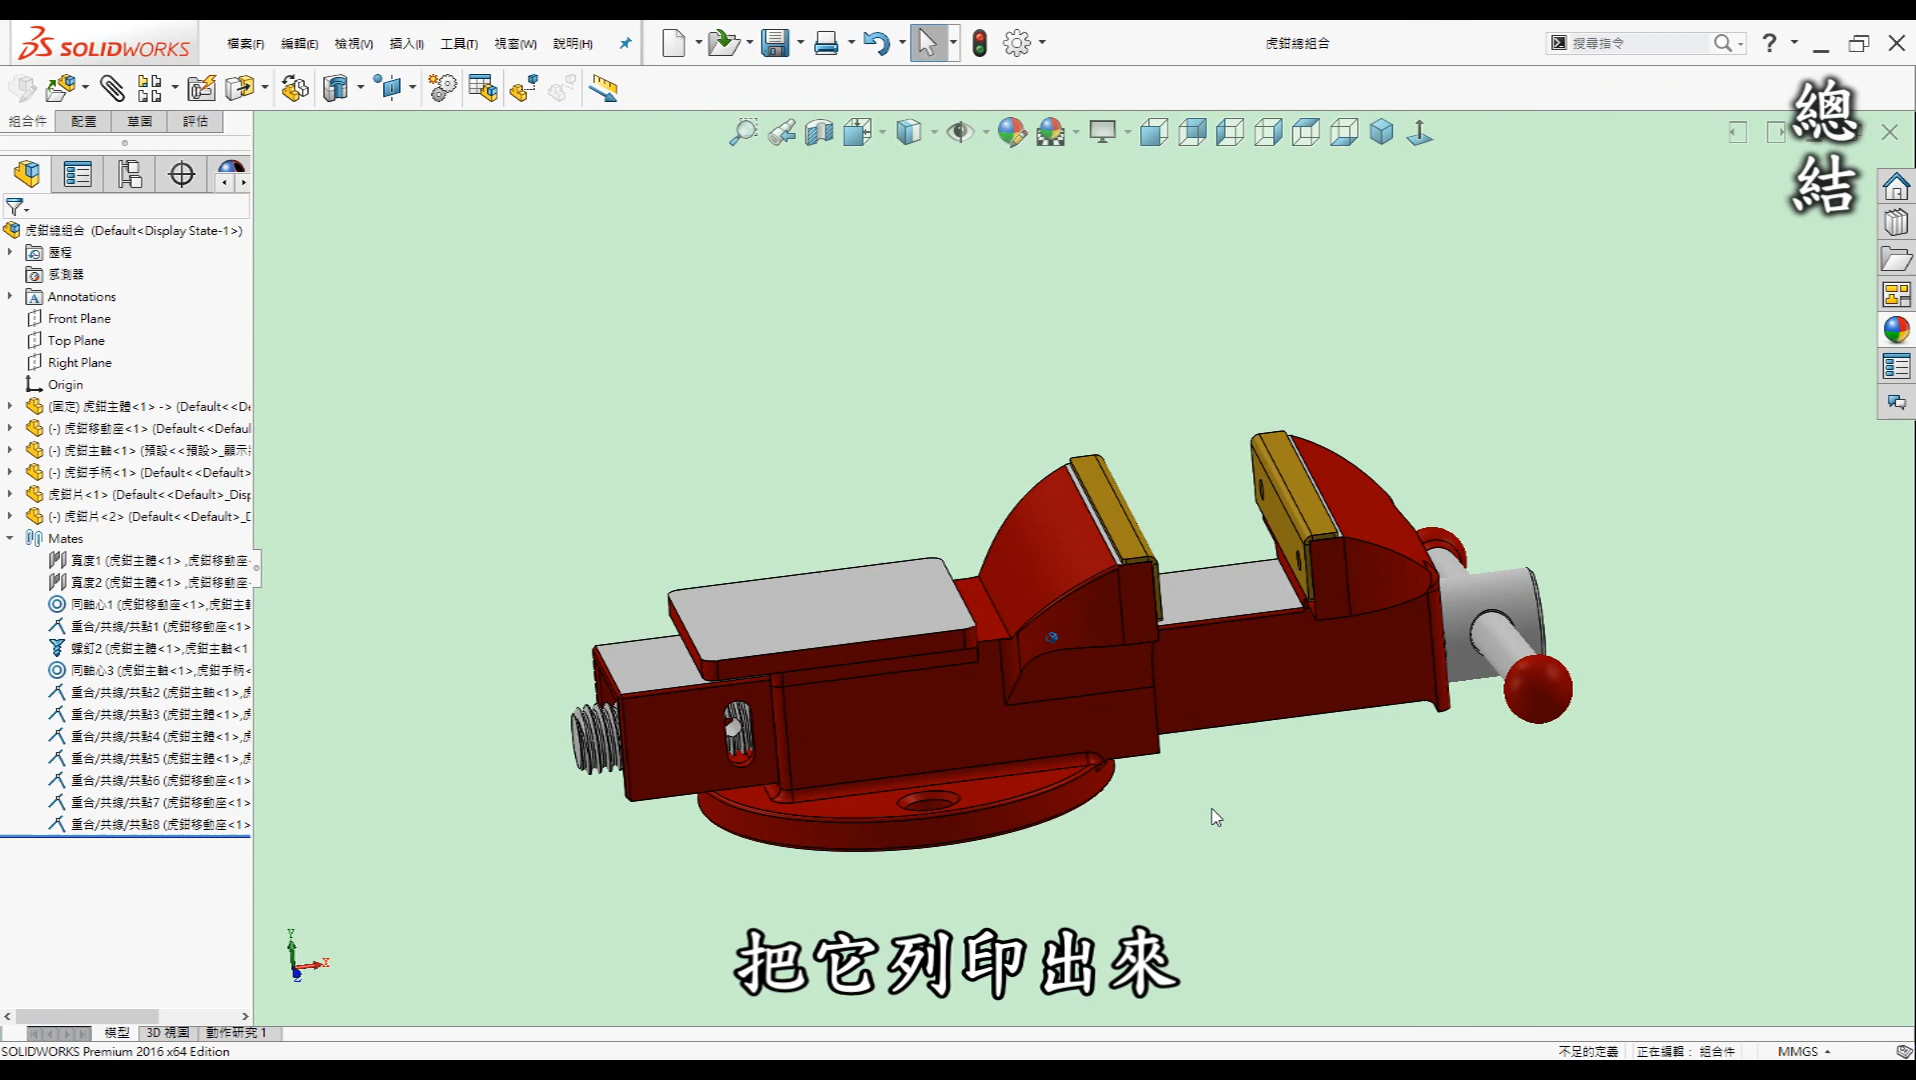 SOLIDWORKS 檔案(F) 編輯(E) 檢視(V) 插入(I) 工具(T) 視窗(W) 說明(H) 虎鉗總組合 搜尋指令
組合件 配置 草圖 評估
總結
虎鉗總組合 (Default<Display State-1>)
歷程
感測器
Annotations
Front Plane
Top Plane
Right Plane
Origin
(固定) 虎鉗主體<1> -> (Default<<De
(-) 虎鉗移動座<1> (Default<<Defaul
(-) 虎鉗主軸<1> (預設<<預設>_顯示
(-) 虎鉗手柄<1> (Default<<Default>
虎鉗片<1> (Default<<Default>_Disp
(-) 虎鉗片<2> (Default<<Default>_D
Mates
寬度1 (虎鉗主體<1> ,虎鉗移動座
寬度2 (虎鉗主體<1> ,虎鉗移動座
同軸心1 (虎鉗移動座<1>,虎鉗主
重合/共線/共點1 (虎鉗移動座<1>
螺釘2 (虎鉗主體<1>,虎鉗主軸<1
同軸心3 (虎鉗主軸<1>,虎鉗手柄<
重合/共線/共點2 (虎鉗主軸<1>,
重合/共線/共點3 (虎鉗主軸<1>,
重合/共線/共點4 (虎鉗主軸<1>,
重合/共線/共點5 (虎鉗主體<1>,
重合/共線/共點6 (虎鉗移動座<1>
重合/共線/共點7 (虎鉗移動座<1>
重合/共線/共點8 (虎鉗移動座<1>
Y
X
Z
把它列印出來
模型 3D 視圖 動作研究 1
SOLIDWORKS Premium 2016 x64 Edition 不足的定義 正在編輯： 組合件 MMGS